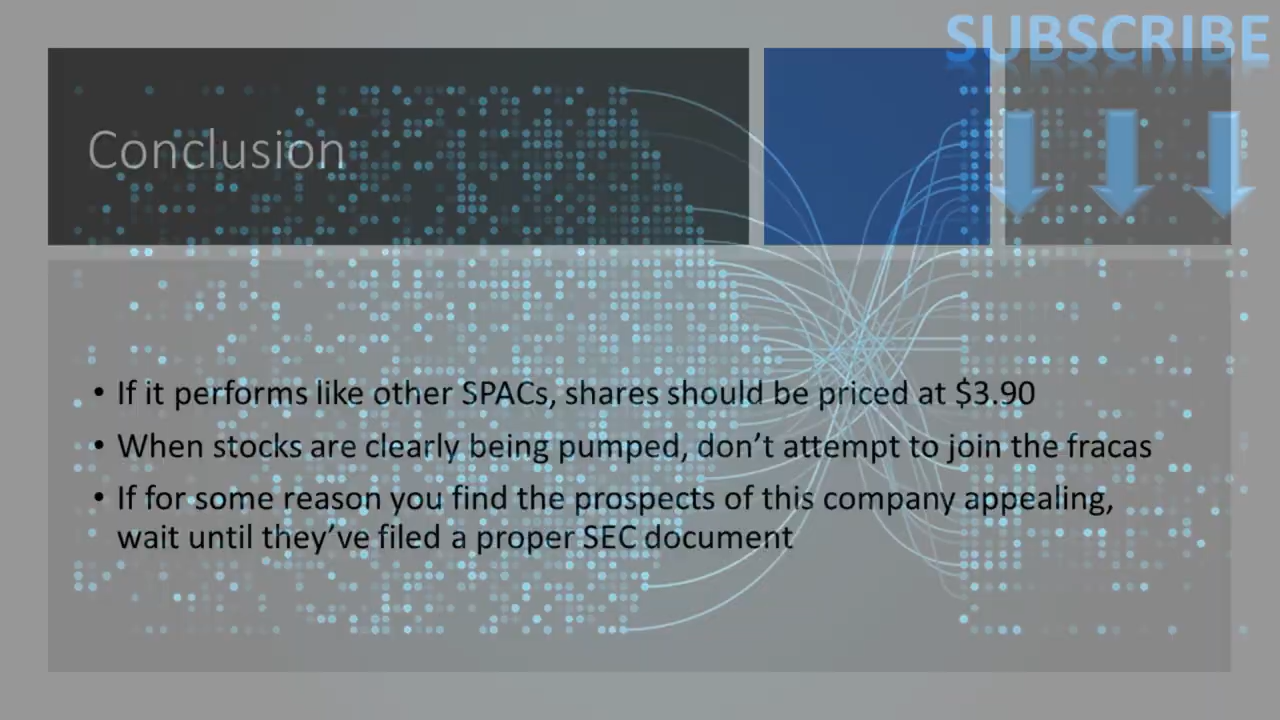 SUBSCRIBE
Conclusion
• If it performs like other SPACs, shares should be priced at $3.90
• When stocks are clearly being pumped, don’t attempt to join the fracas
• If for some reason you find the prospects of this company appealing,
wait until they’ve filed a proper SEC document